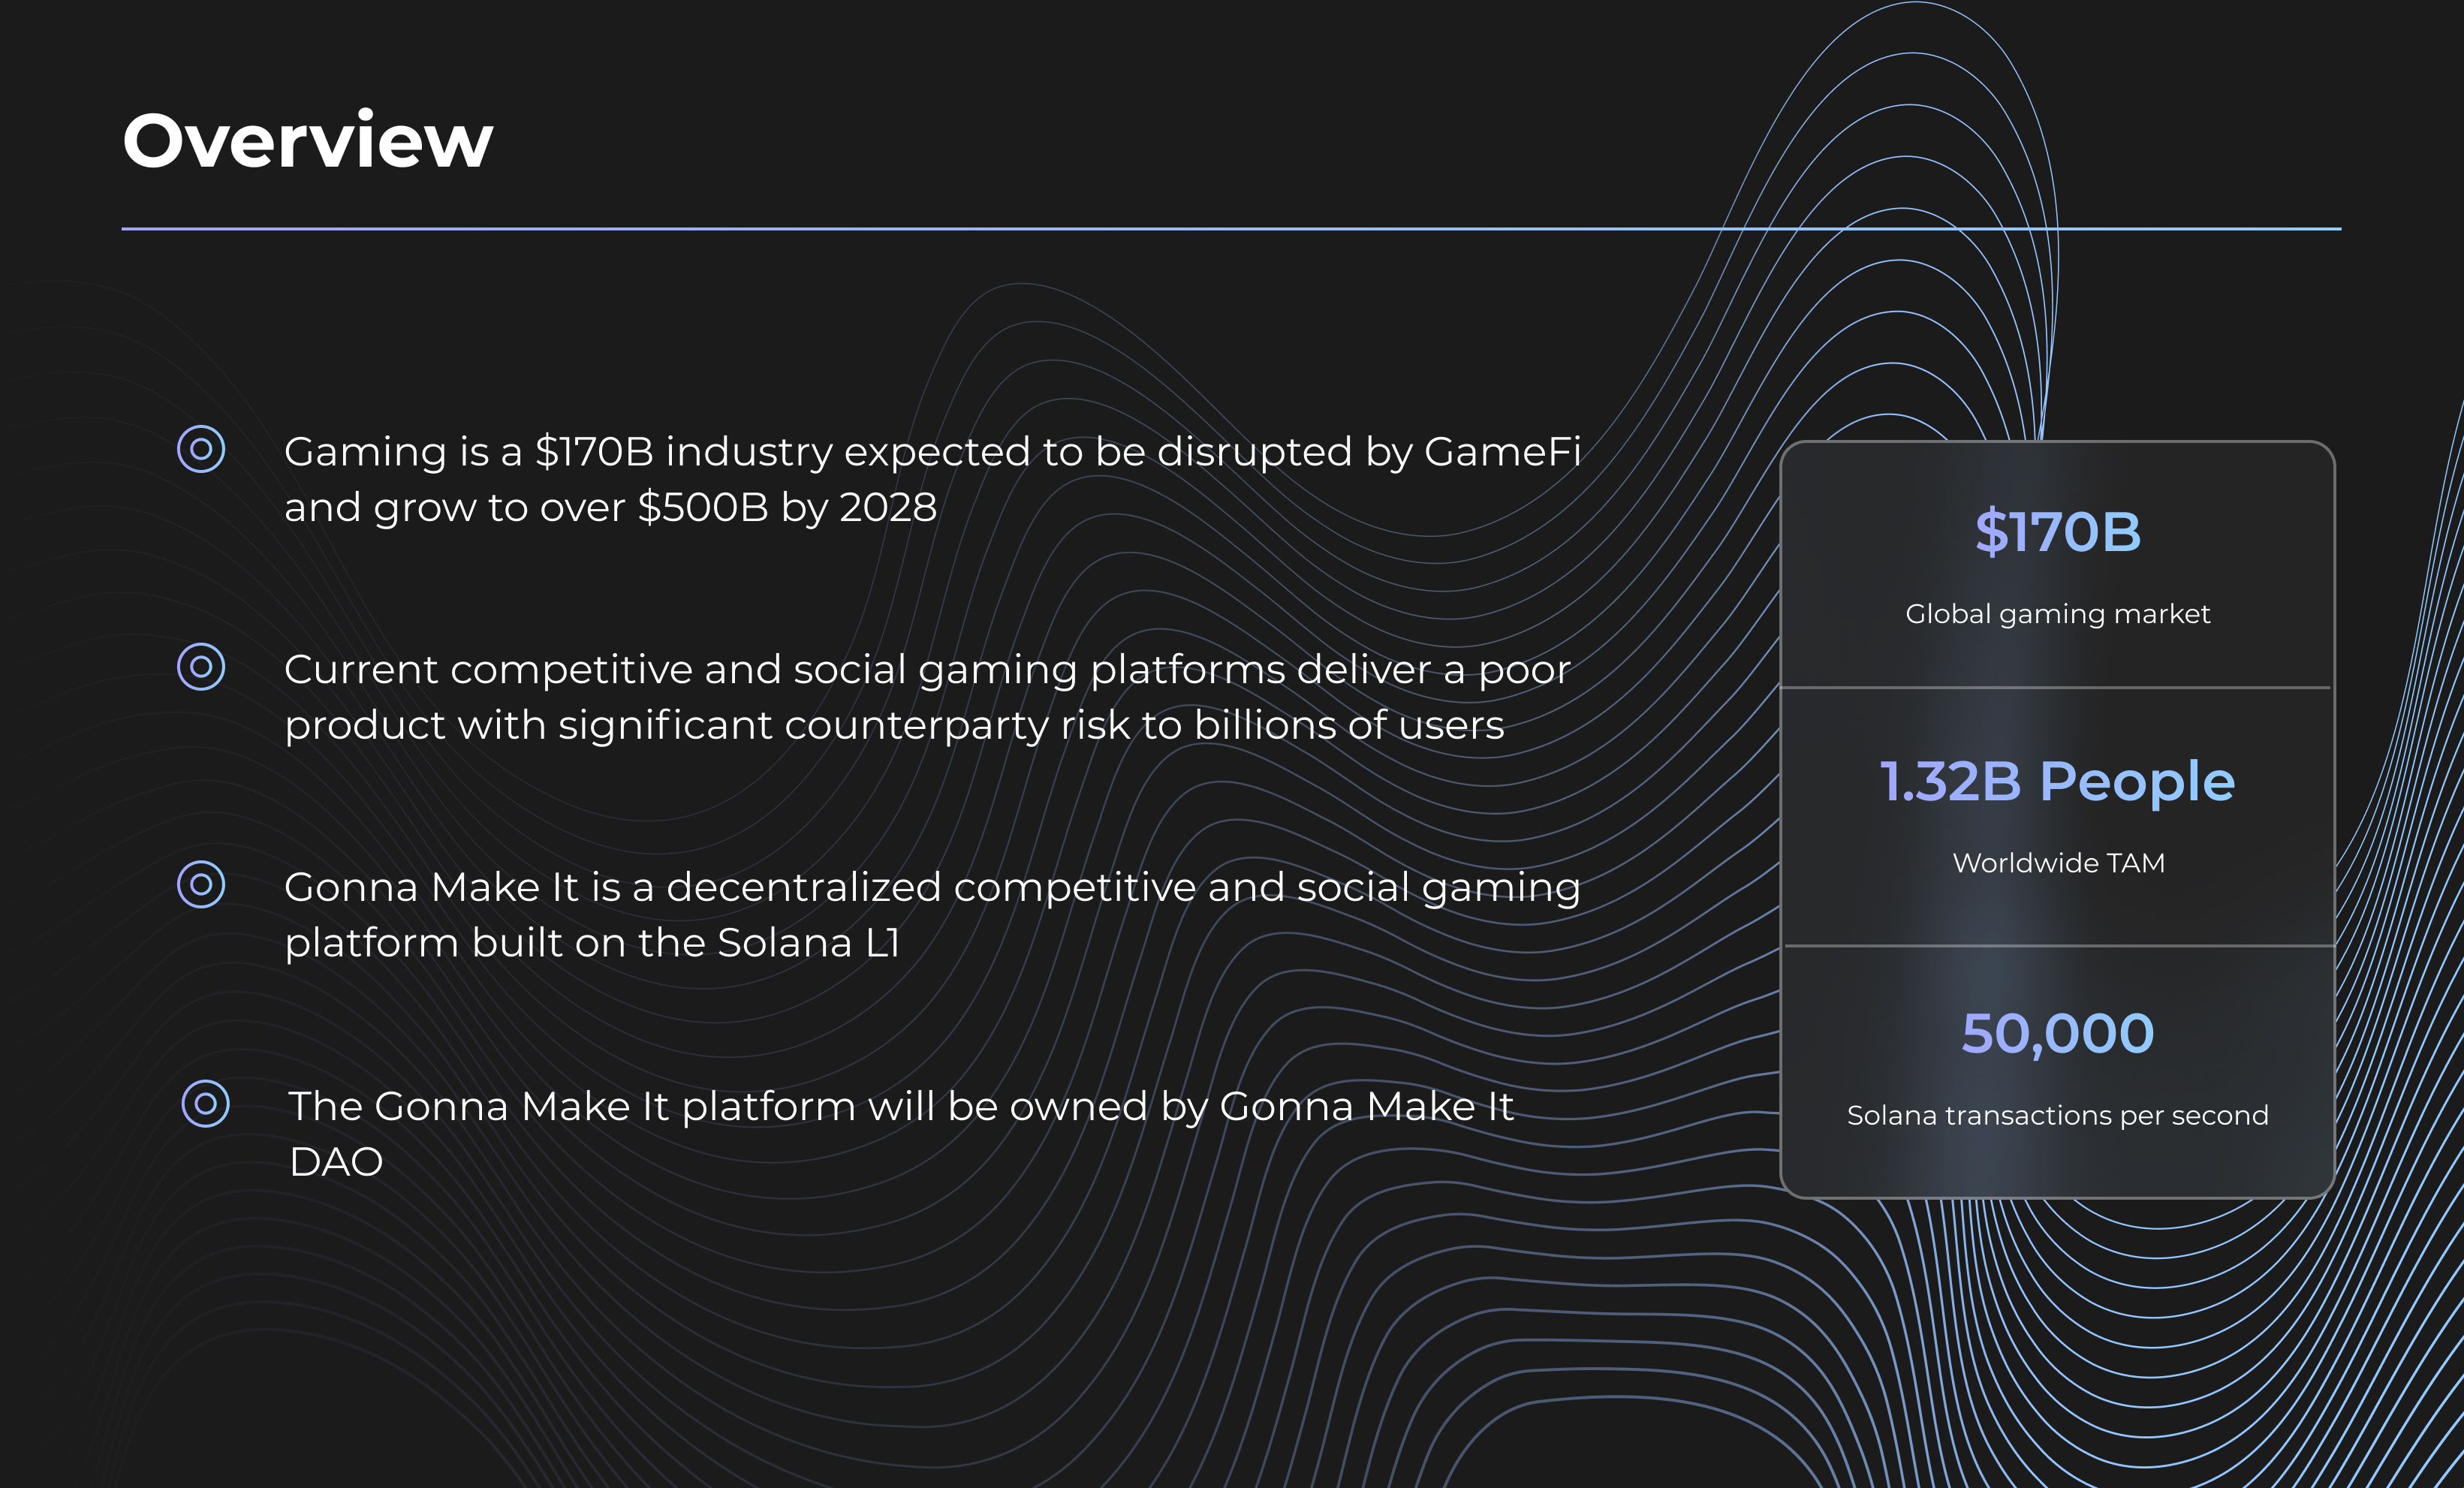 Overview
Gaming is a $170B industry expected to be disrupted by GameFi
and grow to over $500B by 2028
Current competitive and social gaming platforms deliver a poor
product with significant counterparty risk to billions of users
Gonna Make It is a decentralized competitive and social gaming
platform built on the Solana L1
The Gonna Make It platform will be owned by Gonna Make It
DAO
$170B
Global gaming market
1.32B People
Worldwide TAM
50,000
Solana transactions per second